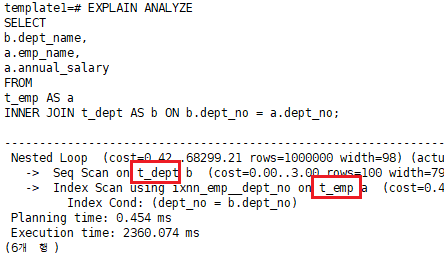 template1=# EXPLAIN ANALYZE
SELECT
b.dept_name,
a.emp_name,
a.annual_salary
FROM
t_emp AS a
INNER JOIN t_dept AS b ON b.dept_no = a.dept_no;
----------------------------------------------------------------
Nested Loop (cost=0.42..68299.21 rows=1000000 width=98) (actu
-> Seq Scan on t_dept b (cost=0.00..3.00 rows=100 width=79
-> Index Scan using ixnn_emp__dept_no on t_emp a (cost=0.4
Index Cond: (dept_no = b.dept_no)
Planning time: 0.454 ms
Execution time: 2360.074 ms
(6개 행)